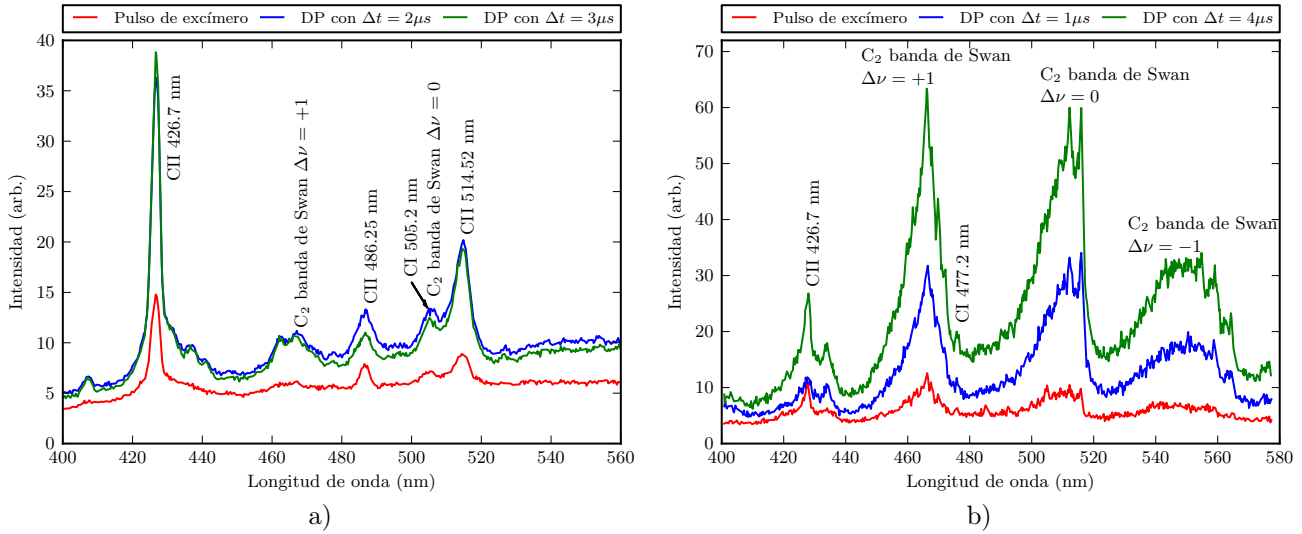 Pulso de excímero DP con Δt = 2μs DP con Δt = 3μs
40
35
30
25
20
15
10
5
0
Intensidad (arb.)
CII 426.7 nm
C₂ banda de Swan Δν = +1
CII 486.25 nm
CI 505.2 nm
C₂ banda de Swan Δν = 0
CII 514.52 nm
400 420 440 460 480 500 520 540 560
Longitud de onda (nm)
a)
Pulso de excímero DP con Δt = 1μs DP con Δt = 4μs
70
60
50
40
30
20
10
0
Intensidad (arb.)
C₂ banda de Swan
Δν = +1
C₂ banda de Swan
Δν = 0
C₂ banda de Swan
Δν = −1
CII 426.7 nm
CI 477.2 nm
400 420 440 460 480 500 520 540 560 580
Longitud de onda (nm)
b)